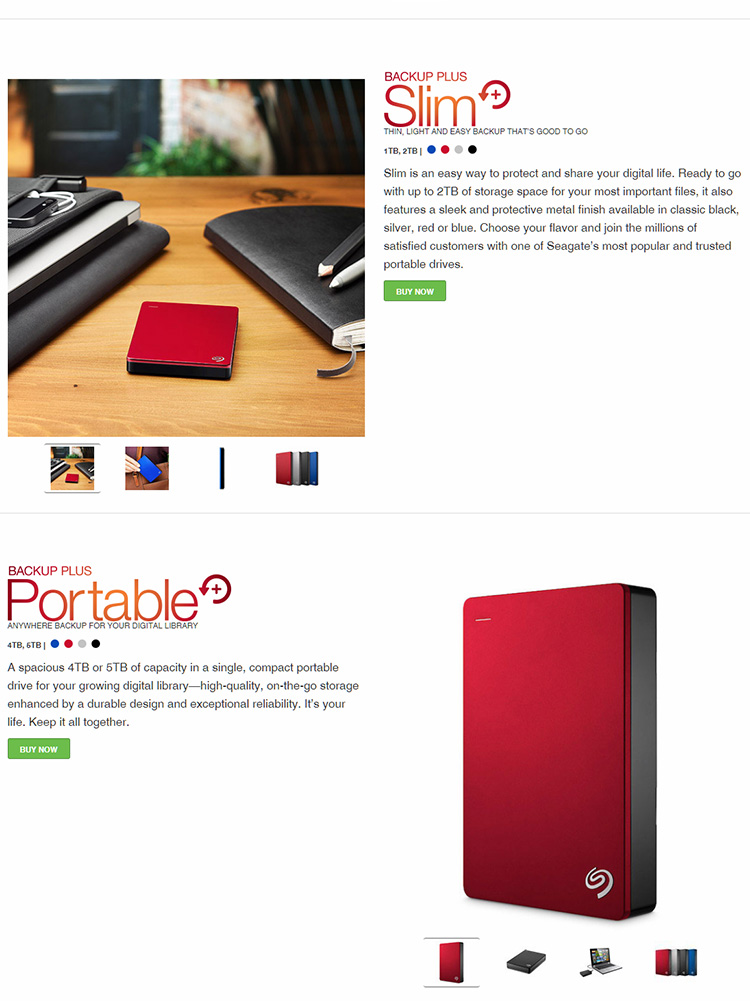 BACKUP PLUS
Slim
THIN, LIGHT AND EASY BACKUP THAT'S GOOD TO GO
1TB, 2TB |
Slim is an easy way to protect and share your digital life. Ready to go
with up to 2TB of storage space for your most important files, it also
features a sleek and protective metal finish available in classic black,
silver, red or blue. Choose your flavor and join the millions of
satisfied customers with one of Seagate's most popular and trusted
portable drives.
BUY NOW
BACKUP PLUS
Portable
ANYWHERE BACKUP FOR YOUR DIGITAL LIBRARY
4TB, 5TB |
A spacious 4TB or 5TB of capacity in a single, compact portable
drive for your growing digital library—high-quality, on-the-go storage
enhanced by a durable design and exceptional reliability. It's your
life. Keep it all together.
BUY NOW